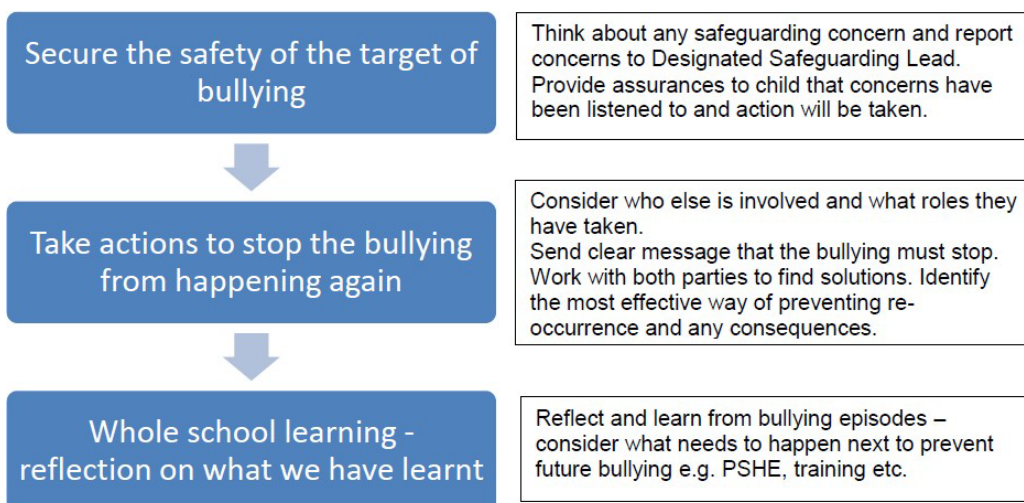 Secure the safety of the target of
bullying
Think about any safeguarding concern and report
concerns to Designated Safeguarding Lead.
Provide assurances to child that concerns have
been listened to and action will be taken.
Take actions to stop the bullying
from happening again
Consider who else is involved and what roles they
have taken.
Send clear message that the bullying must stop.
Work with both parties to find solutions. Identify
the most effective way of preventing re-
occurrence and any consequences.
Whole school learning -
reflection on what we have learnt
Reflect and learn from bullying episodes –
consider what needs to happen next to prevent
future bullying e.g. PSHE, training etc.